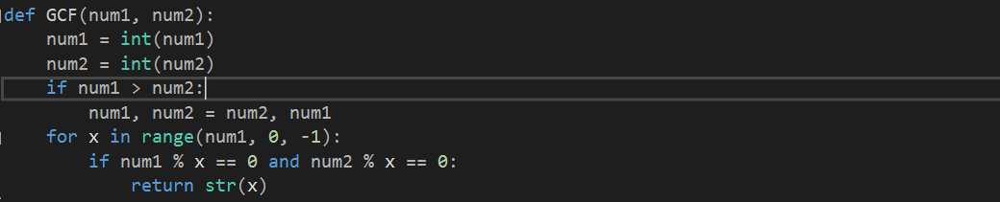 def GCF(num1, num2):
    num1 = int(num1)
    num2 = int(num2)
    if num1 > num2:
        num1, num2 = num2, num1
    for x in range(num1, 0, -1):
        if num1 % x == 0 and num2 % x == 0:
            return str(x)